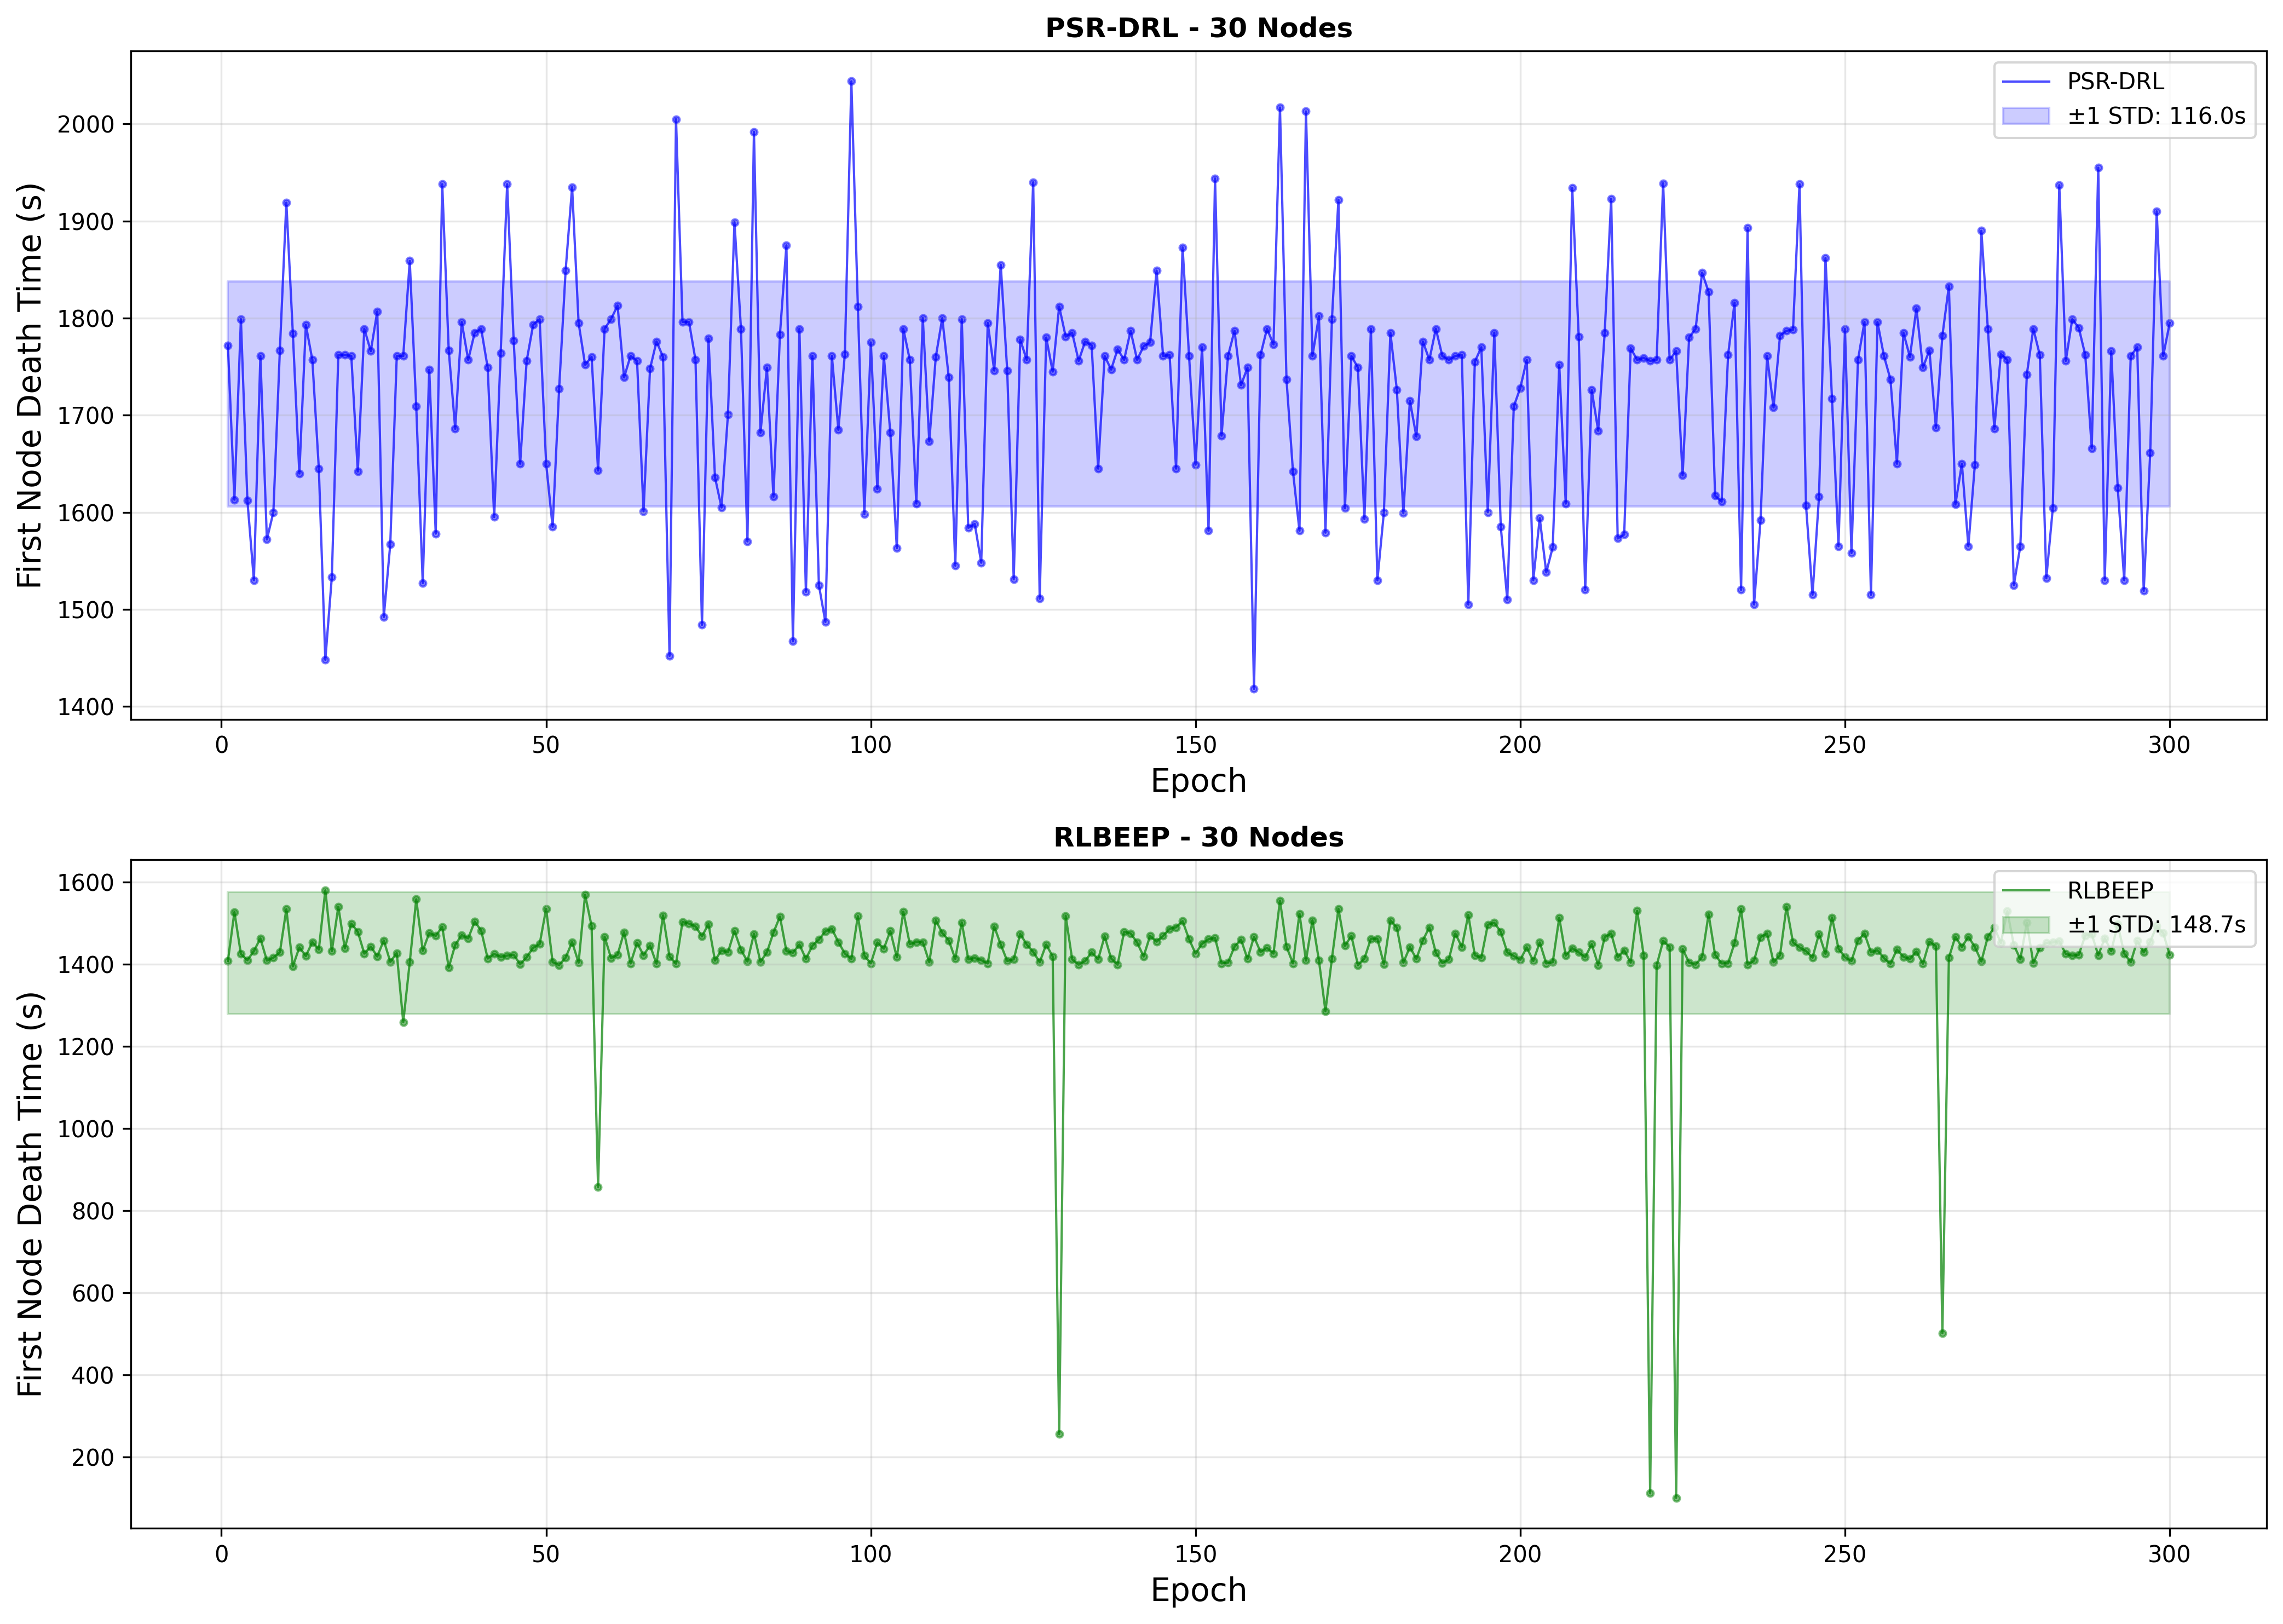 PSR-DRL - 30 Nodes
First Node Death Time (s)
2000
1900
1800
1700
1600
1500
1400
PSR-DRL
±1 STD: 116.0s
0 50 100 150 200 250 300
Epoch
RLBEEP - 30 Nodes
First Node Death Time (s)
1600
1400
1200
1000
800
600
400
200
RLBEEP
±1 STD: 148.7s
0 50 100 150 200 250 300
Epoch